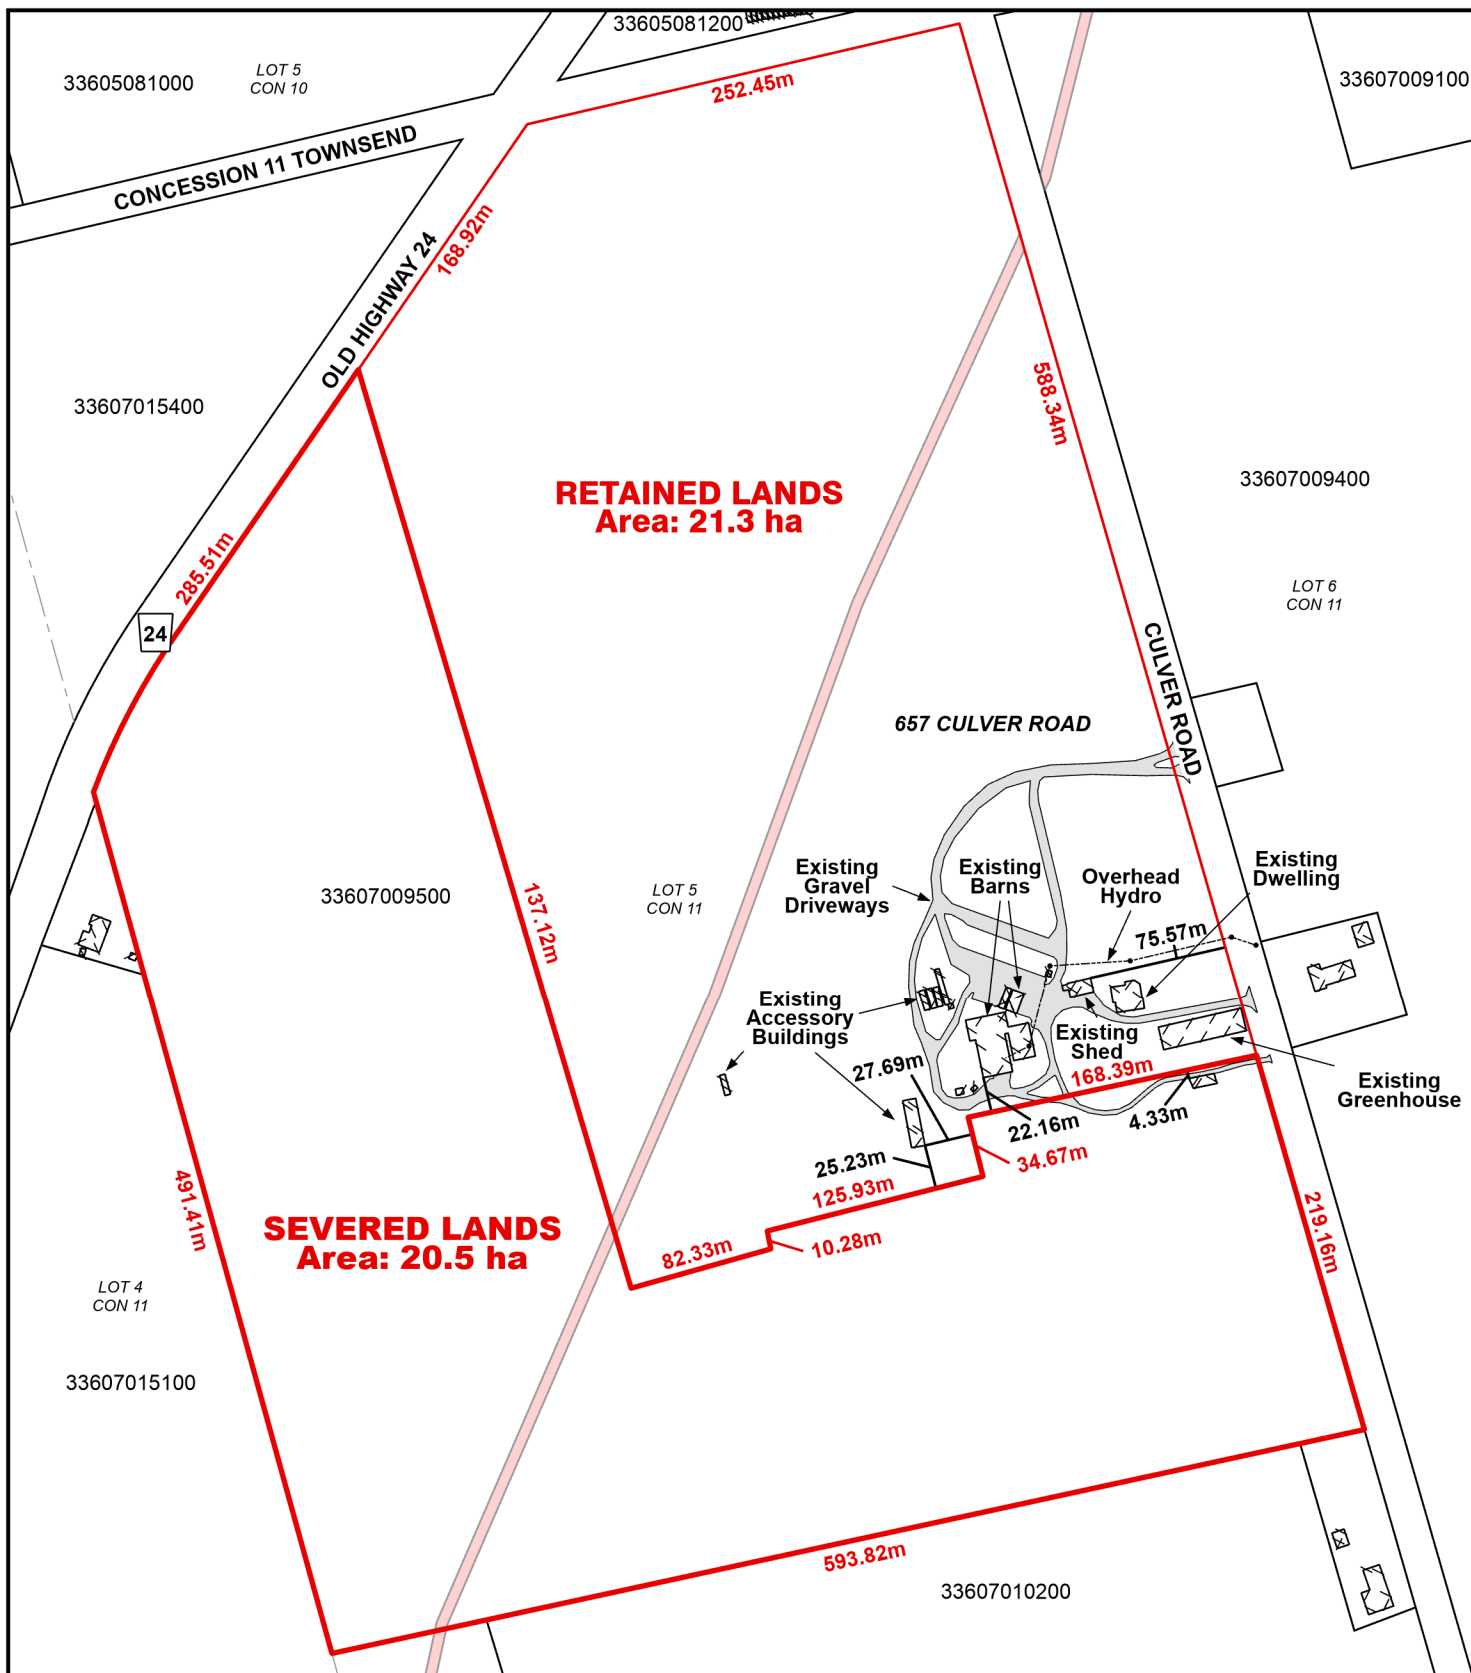 33605081200
33605081000
LOT 5
CON 10
33607009100
252.45m
CONCESSION 11 TOWNSEND
168.92m
OLD HIGHWAY 24
588.34m
33607015400
33607009400
RETAINED LANDS
Area: 21.3 ha
285.51m
LOT 6
CON 11
24
CULVER ROAD
657 CULVER ROAD
33607009500
LOT 5
CON 11
137.12m
Existing
Gravel
Driveways
Existing
Barns
Overhead
Hydro
Existing
Dwelling
75.57m
Existing
Accessory
Buildings
Existing
Shed
27.69m
168.39m
Existing
Greenhouse
22.16m
4.33m
34.67m
25.23m
125.93m
10.28m
82.33m
491.41m
219.16m
SEVERED LANDS
Area: 20.5 ha
LOT 4
CON 11
33607015100
593.82m
33607010200